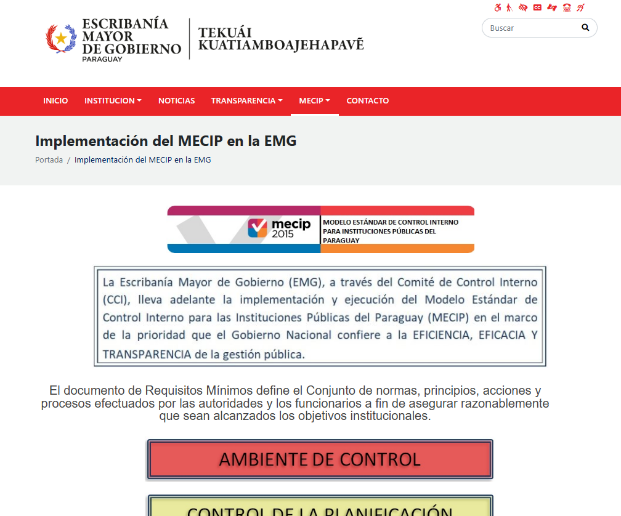 ESCRIBANÍA
MAYOR
DE GOBIERNO
PARAGUAY
TEKUÁI
KUATIAMBOAJEHAPAVẼ
Buscar
INICIO INSTITUCION NOTICIAS TRANSPARENCIA MECIP CONTACTO
Implementación del MECIP en la EMG
Portada / Implementación del MECIP en la EMG
mecip
2015
MODELO ESTÁNDAR DE CONTROL INTERNO
PARA INSTITUCIONES PÚBLICAS DEL
PARAGUAY
La Escribanía Mayor de Gobierno (EMG), a través del Comité de Control Interno
(CCI), lleva adelante la implementación y ejecución del Modelo Estándar de
Control Interno para las Instituciones Públicas del Paraguay (MECIP) en el marco
de la prioridad que el Gobierno Nacional confiere a la EFICIENCIA, EFICACIA Y
TRANSPARENCIA de la gestión pública.
El documento de Requisitos Mínimos define el Conjunto de normas, principios, acciones y
procesos efectuados por las autoridades y los funcionarios a fin de asegurar razonablemente
que sean alcanzados los objetivos institucionales.
AMBIENTE DE CONTROL
CONTROL DE LA PLANIFICACIÓN